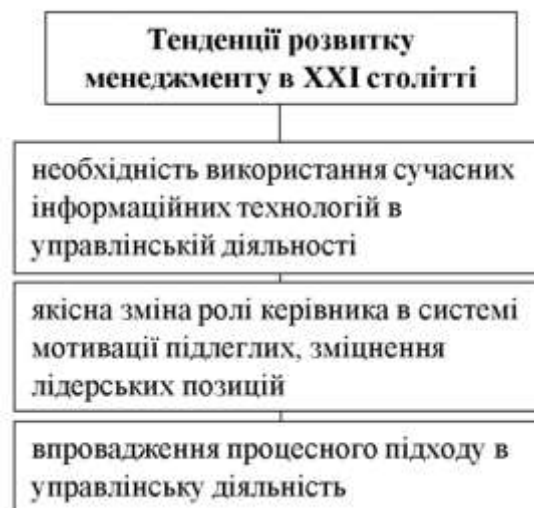 Тенденції розвитку
менеджменту в XXI столітті
необхідність використання сучасних
інформаційних технологій в
управлінській діяльності
якісна зміна ролі керівника в системі
мотивації підлеглих, зміцнення
лідерських позицій
впровадження процесного підходу в
управлінську діяльність